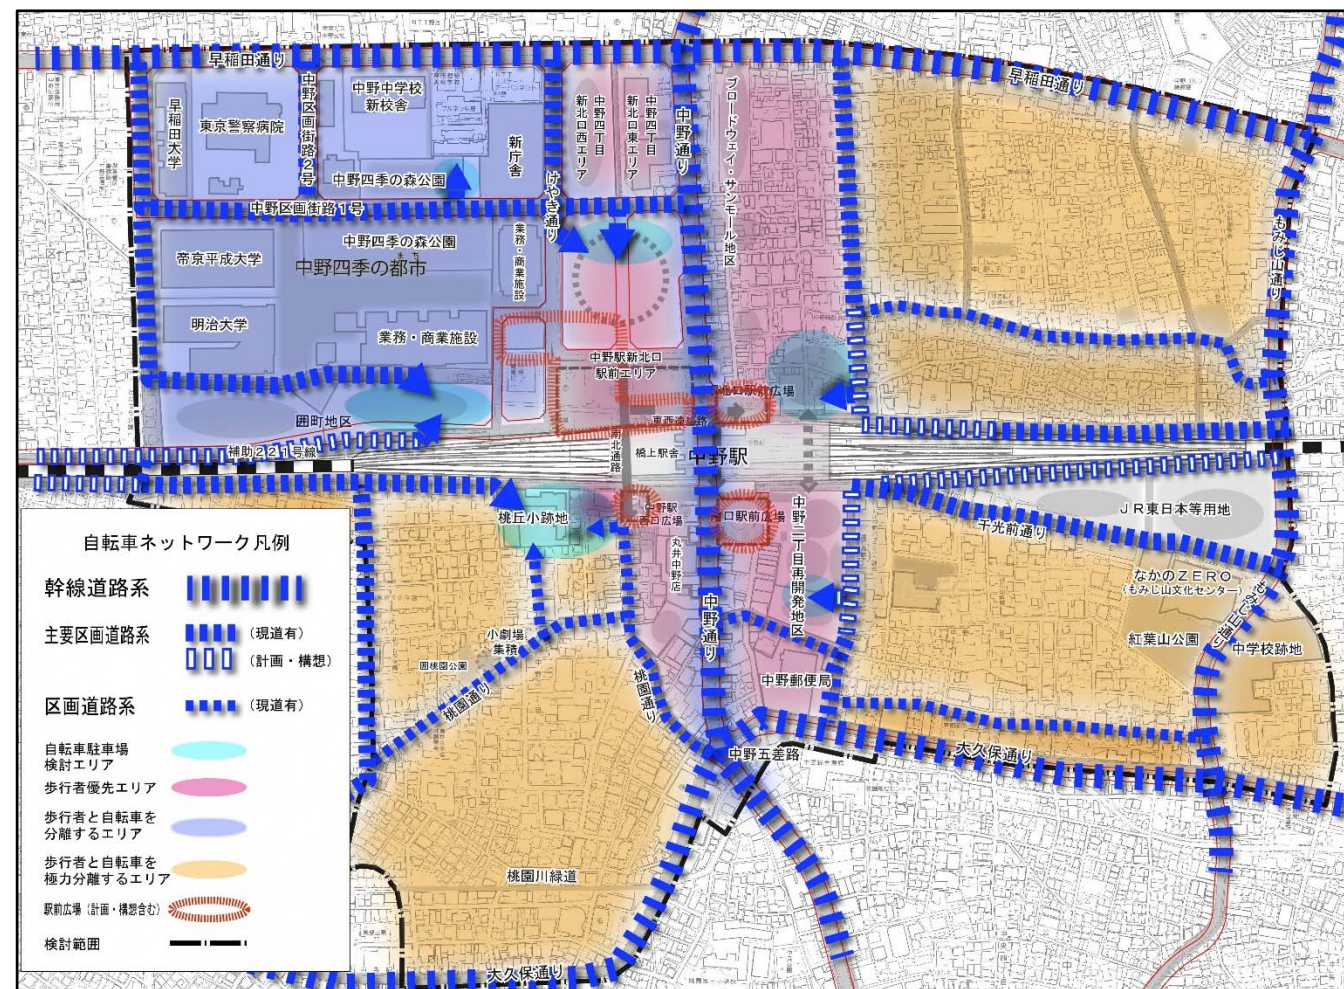 早稲田通り
早稲田通り
早稲田大学
東京警察病院
中野区画街路2号
中野中学校
新校舎
新庁舎
中野四季の森公園
けやき通り
中野四丁目
新北口西エリア
中野四丁目
新北口東エリア
中野通り
ブロードウェイ・サンモール地区
もみじ山通り
中野区画街路1号
帝京平成大学
中野四季の森公園
中野四季の都市
まち
業務・商業施設
明治大学
業務・商業施設
中野駅新北口
駅前エリア
囲町地区
東西連絡路
補助221号線
南北通路
橋上駅舎
中野駅
桃丘小跡地
中野駅
西口広場
南口駅前広場
中野二丁目再開発地区
JR東日本等用地
千光前通り
丸井中野店
なかのZERO
(もみじ山文化センター)
もみじ山通り
紅葉山公園
中学校跡地
小劇場
集積
囲桃園公園
桃園通り
桃園通り
中野通り
中野郵便局
中野五差路
大久保通り
桃園川緑道
大久保通り
自転車ネットワーク凡例
幹線道路系
主要区画道路系
(現道有)
(計画・構想)
区画道路系
(現道有)
自転車駐車場
検討エリア
歩行者優先エリア
歩行者と自転車を
分離するエリア
歩行者と自転車を
極力分離するエリア
駅前広場(計画・構想含む)
検討範囲